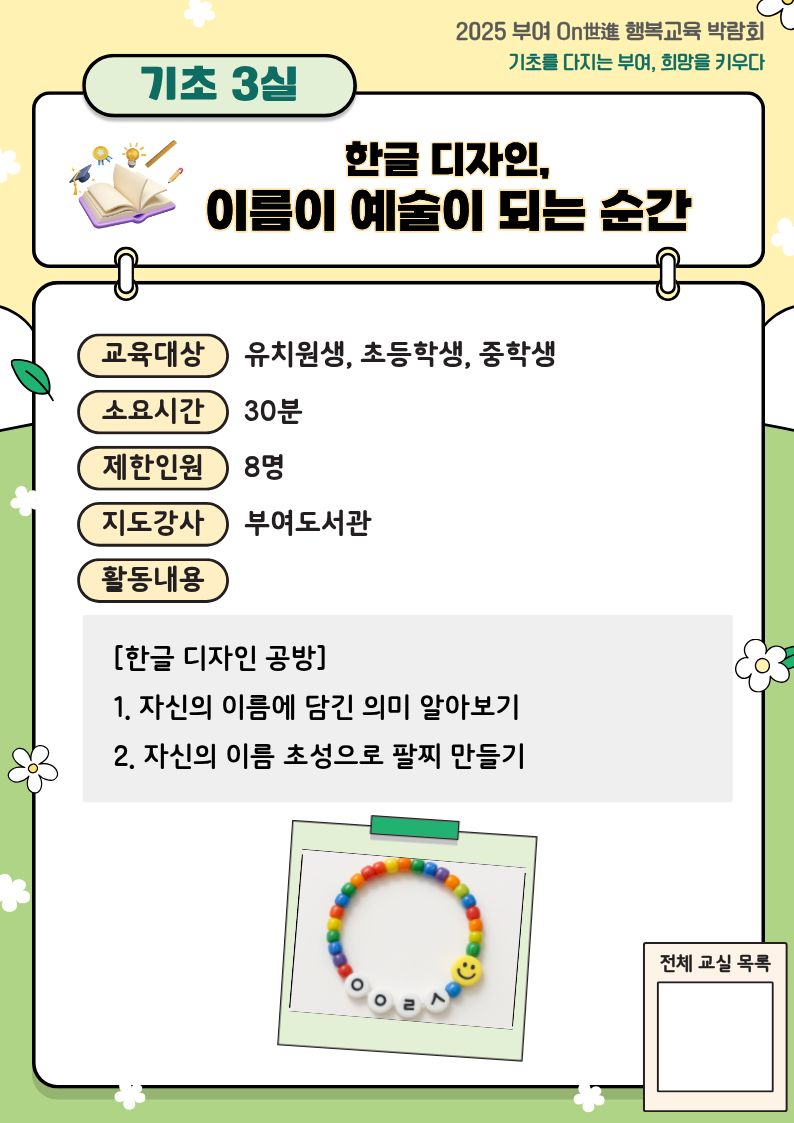 2025 부여 On世進 행복교육 박람회
기초를 다지는 부여, 희망을 키우다
기초 3실
한글 디자인,
이름이 예술이 되는 순간
교육대상 유치원생, 초등학생, 중학생
소요시간 30분
제한인원 8명
지도강사 부여도서관
활동내용
[한글 디자인 공방]
1. 자신의 이름에 담긴 의미 알아보기
2. 자신의 이름 초성으로 팔찌 만들기
ㅇㅇㄹㄱ
전체 교실 목록